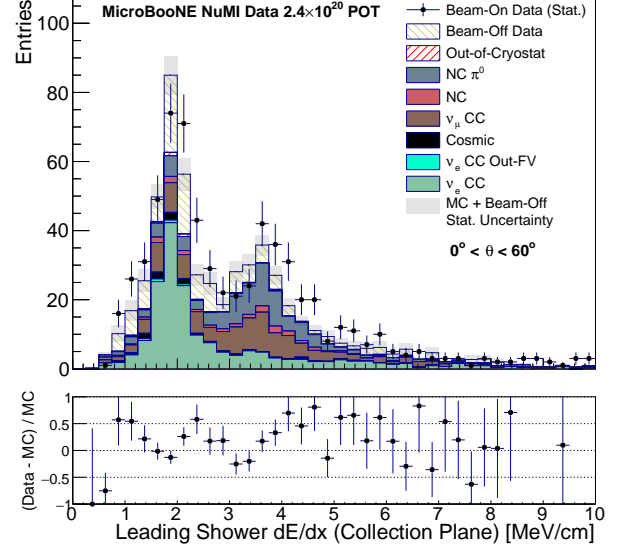 MicroBooNE NuMI Data 2.4×10²⁰ POT
Entries
100
80
60
40
20
0
Beam-On Data (Stat.)
Beam-Off Data
Out-of-Cryostat
NC π⁰
NC
νμ CC
Cosmic
νe CC Out-FV
νe CC
MC + Beam-Off
Stat. Uncertainty
0° < θ < 60°
(Data - MC) / MC
1
0.5
0.0
−0.5
−1
0 1 2 3 4 5 6 7 8 9 10
Leading Shower dE/dx (Collection Plane) [MeV/cm]